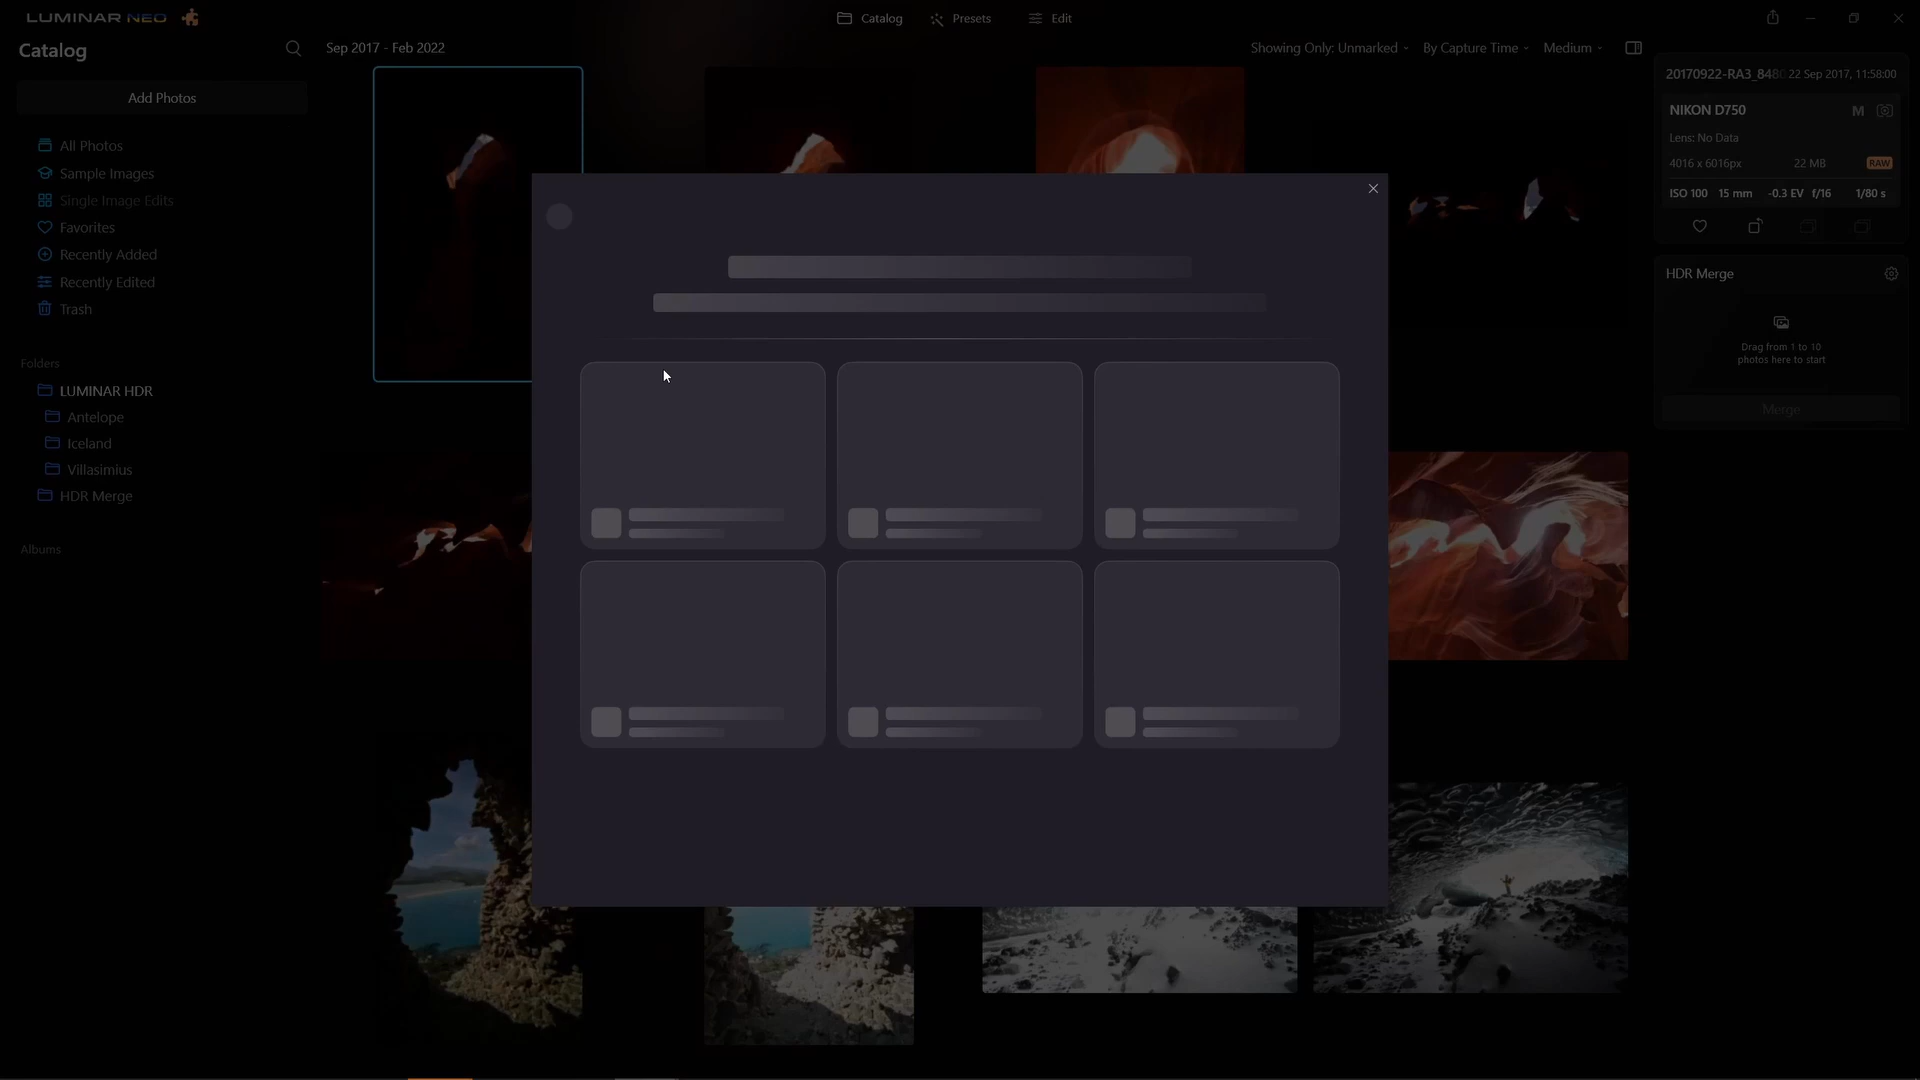 LUMINAR NEO
Catalog
Presets
Edit
Catalog
Sep 2017 - Feb 2022
Showing Only: Unmarked
By Capture Time
Medium
Add Photos
All Photos
Sample Images
Single Image Edits
Favorites
Recently Added
Recently Edited
Trash
Folders
LUMINAR HDR
Antelope
Iceland
Villasimius
HDR Merge
Albums
20170922-RA3_848 22 Sep 2017, 11:58:00
NIKON D750 M
Lens: No Data
4016 x 6016px 22 MB RAW
ISO 100 15 mm -0.3 EV f/16 1/80 s
HDR Merge
Drag from 1 to 10
photos here to start
Merge